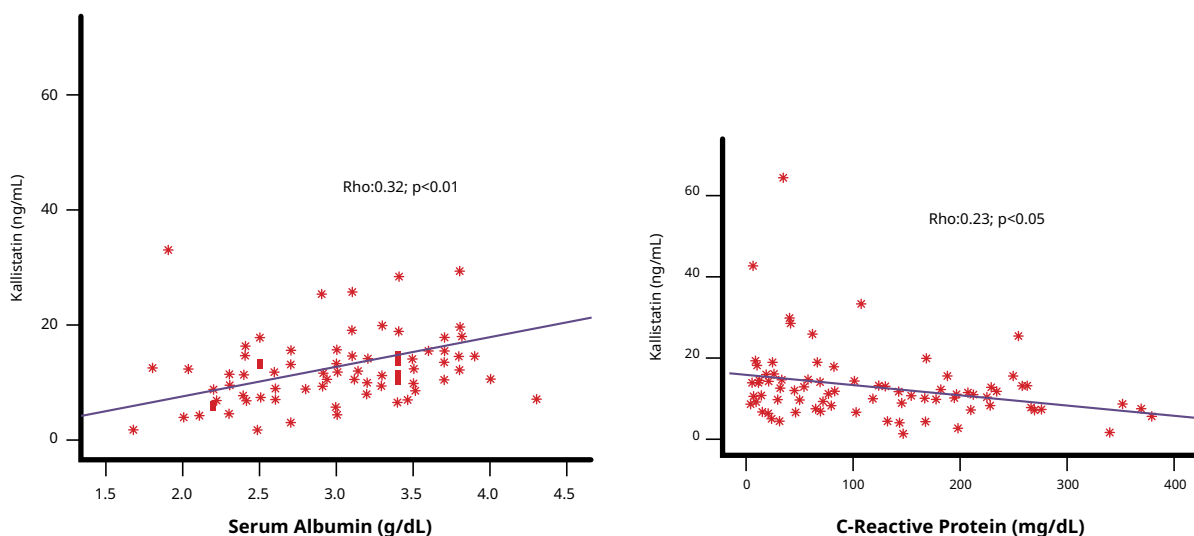 Kallistatin (ng/mL)
60
40
20
0
Rho:0.32; p<0.01
1.5 2.0 2.5 3.0 3.5 4.0 4.5
Serum Albumin (g/dL)
Kallistatin (ng/mL)
60
40
20
0
Rho:0.23; p<0.05
0 100 200 300 400
C-Reactive Protein (mg/dL)